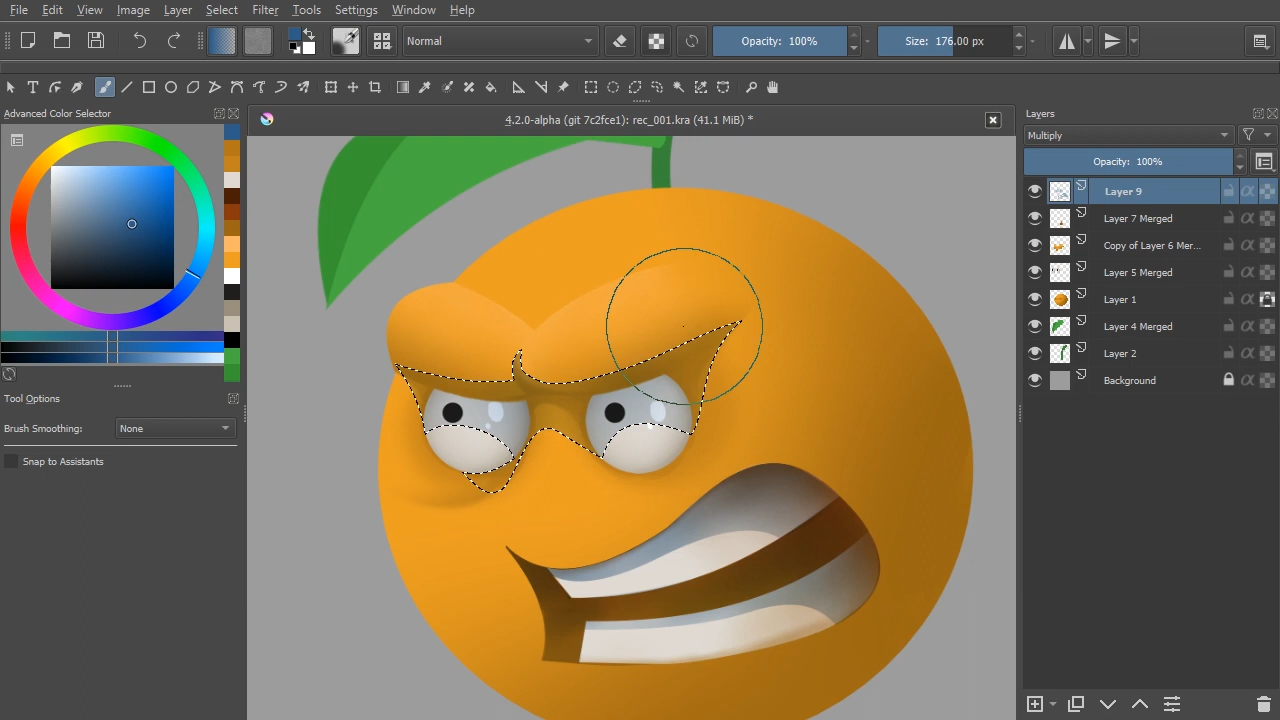 File Edit View Image Layer Select Filter Tools Settings Window Help
Normal Opacity: 100% Size: 176.00 px
Advanced Color Selector
4.2.0-alpha (git 7c2fce1): rec_001.kra (41.1 MiB) *
Layers
Multiply
Opacity: 100%
Layer 9
Layer 7 Merged
Copy of Layer 6 Mer...
Layer 5 Merged
Layer 1
Layer 4 Merged
Layer 2
Background
Tool Options
Brush Smoothing: None
Snap to Assistants